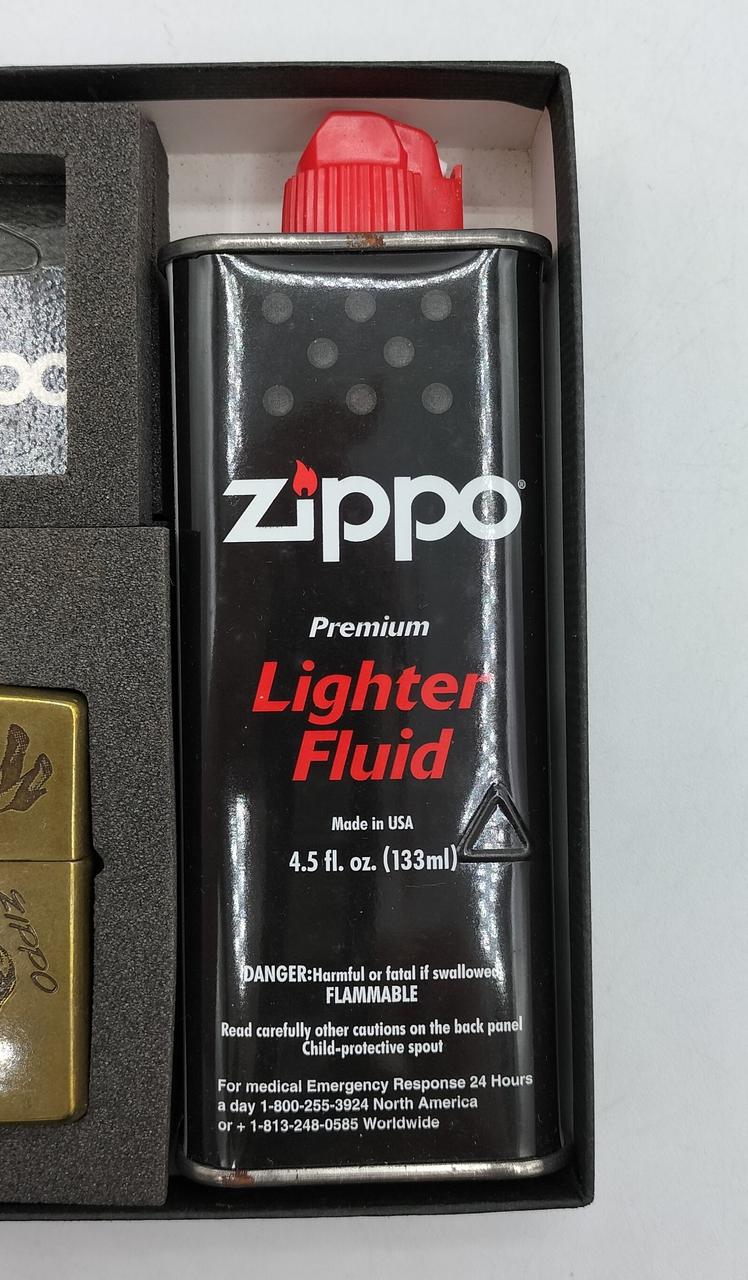 zippo®
Premium
Lighter
Fluid
Made in USA
4.5 fl. oz. (133ml)
DANGER:Harmful or fatal if swallowed
FLAMMABLE
Read carefully other cautions on the back panel
Child-protective spout
For medical Emergency Response 24 Hours
a day 1-800-255-3924 North America
or + 1-813-248-0585 Worldwide
ZIPPO